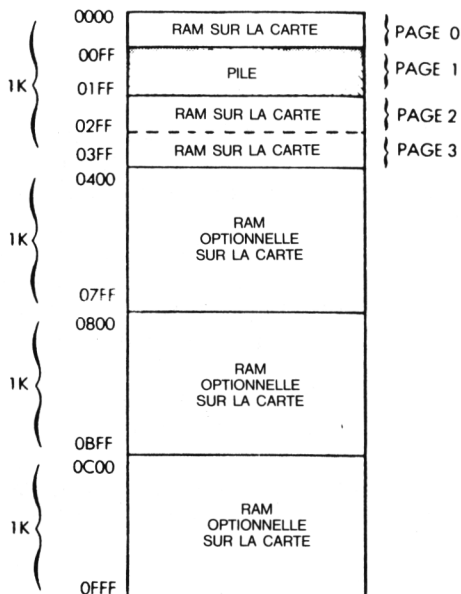 0000
RAM SUR LA CARTE
PAGE 0
00FF
1K
PILE
PAGE 1
01FF
RAM SUR LA CARTE
PAGE 2
02FF
RAM SUR LA CARTE
PAGE 3
03FF
0400
1K
RAM
OPTIONNELLE
SUR LA CARTE
07FF
0800
1K
RAM
OPTIONNELLE
SUR LA CARTE
0BFF
0C00
1K
RAM
OPTIONNELLE
SUR LA CARTE
0FFF